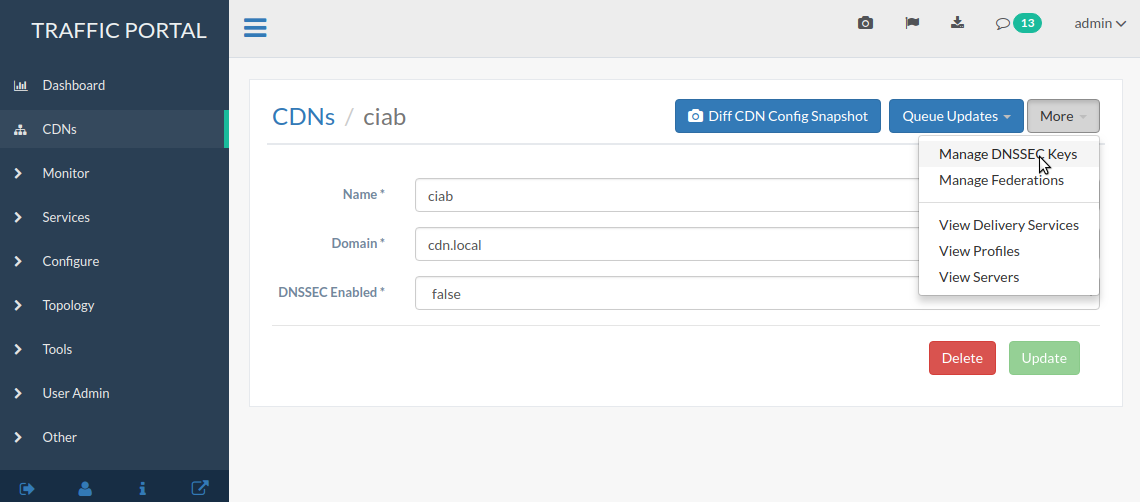 TRAFFIC PORTAL
13
admin
Dashboard
CDNs
Monitor
Services
Configure
Topology
Tools
User Admin
Other
CDNs / ciab
Diff CDN Config Snapshot
Queue Updates
More
Manage DNSSEC Keys
Manage Federations
View Delivery Services
View Profiles
View Servers
Name *
ciab
Domain *
cdn.local
DNSSEC Enabled *
false
Delete
Update